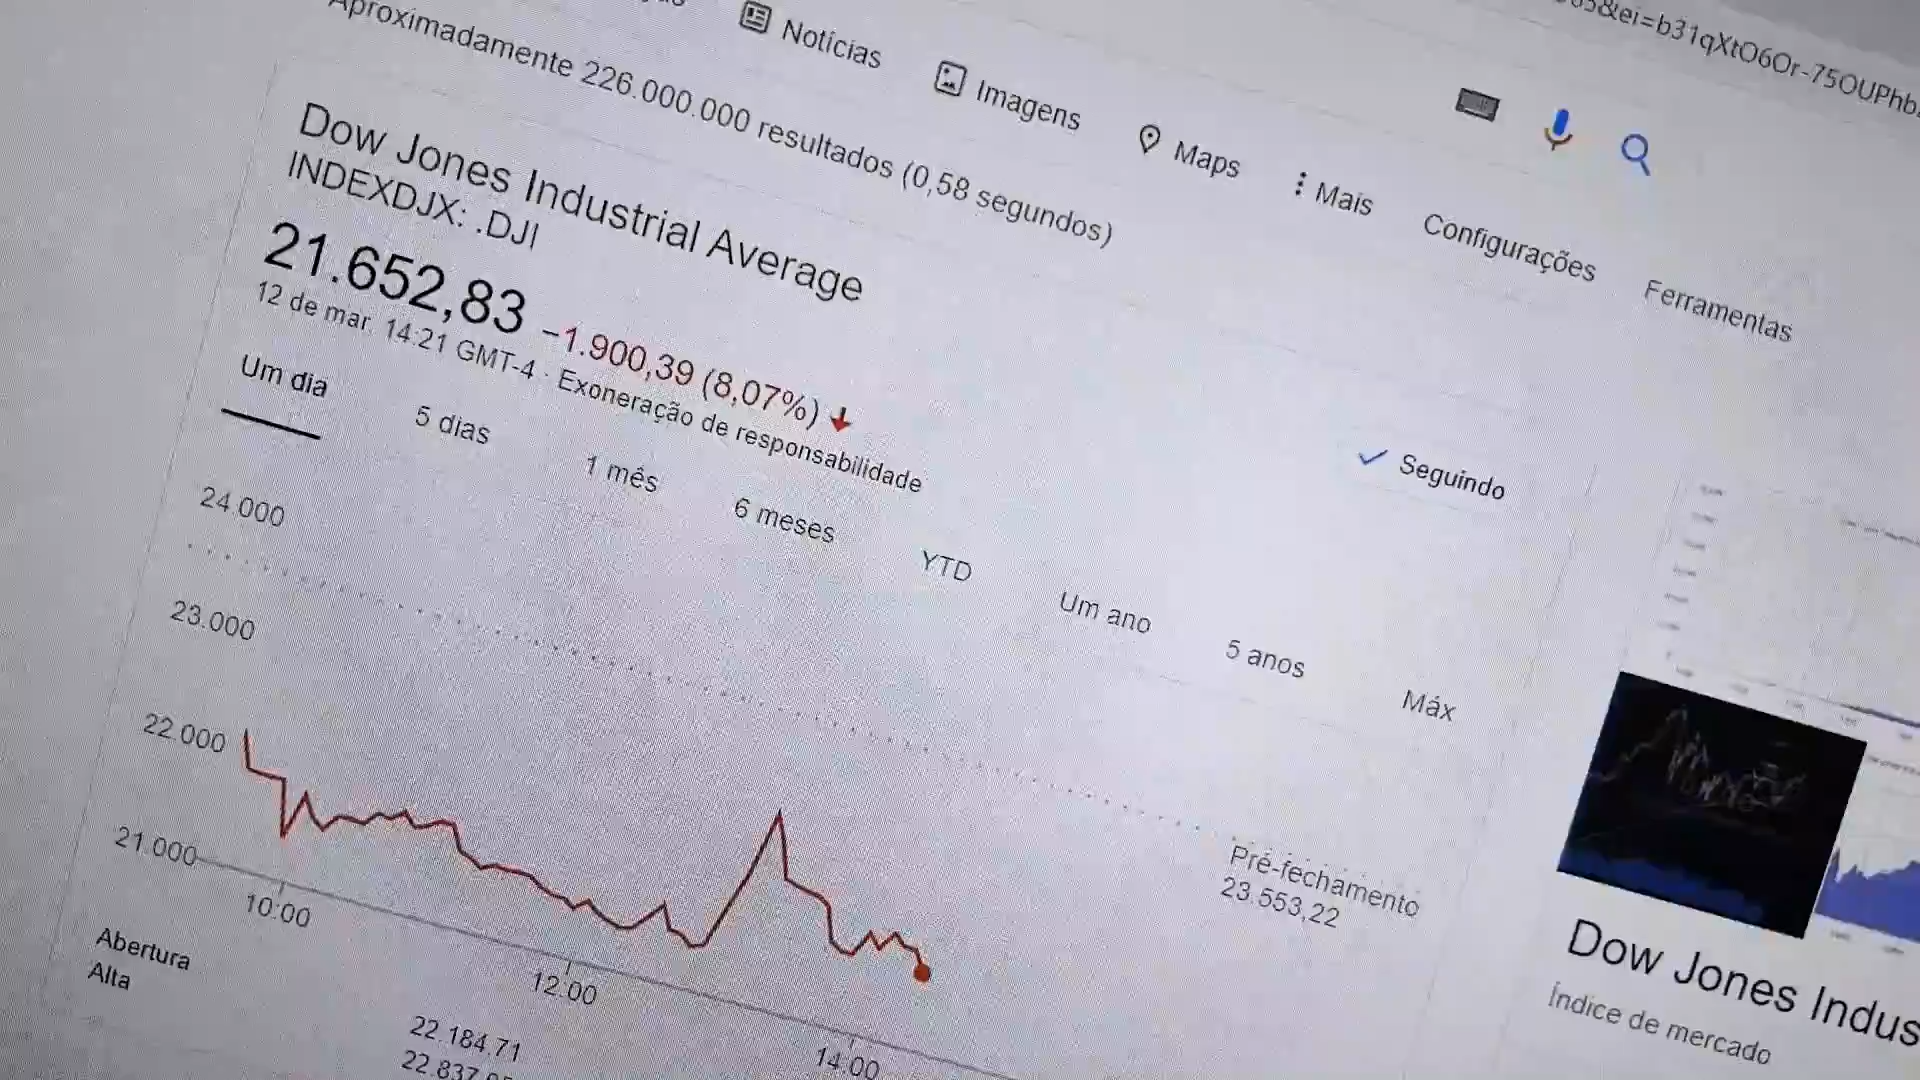 Notícias
Imagens
Maps
Mais
Configurações
Ferramentas
Aproximadamente 226.000.000 resultados (0,58 segundos)
Dow Jones Industrial Average
INDEXDJX: .DJI
21.652,83 −1.900,39 (8,07%)
12 de mar. 14:21 GMT-4 · Exoneração de responsabilidade
Seguindo
Um dia
5 dias
1 mês
6 meses
YTD
Um ano
5 anos
Máx
24.000
23.000
22.000
21.000
10:00
12:00
14:00
Pré-fechamento
23.553,22
Abertura
Alta
22.184,71
Dow Jones Indus
Índice de mercado